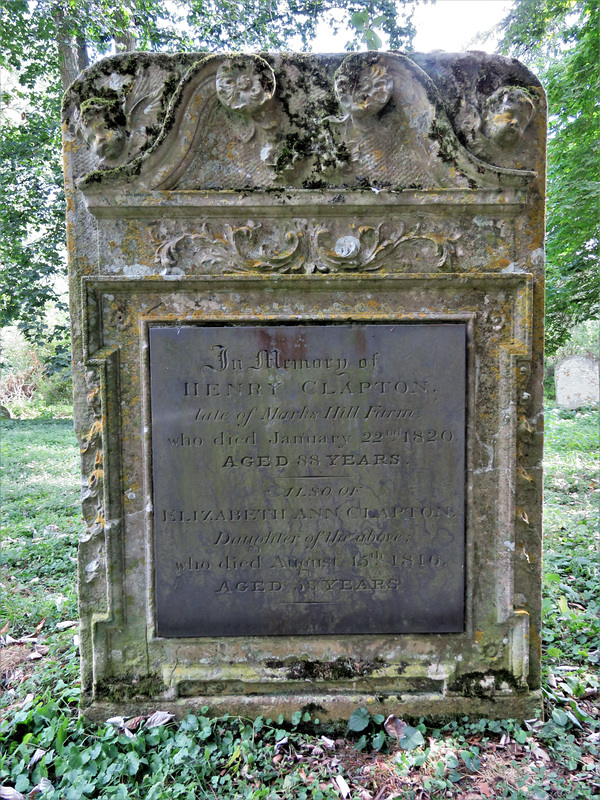 In Memory of
HENRY CLAPTON,
late of Marks Hill Farm,
who died January 22nd 1820.
AGED 88 YEARS.
ALSO OF
ELIZABETH ANN CLAPTON,
Daughter of the above;
who died August 15th
AGED YEARS